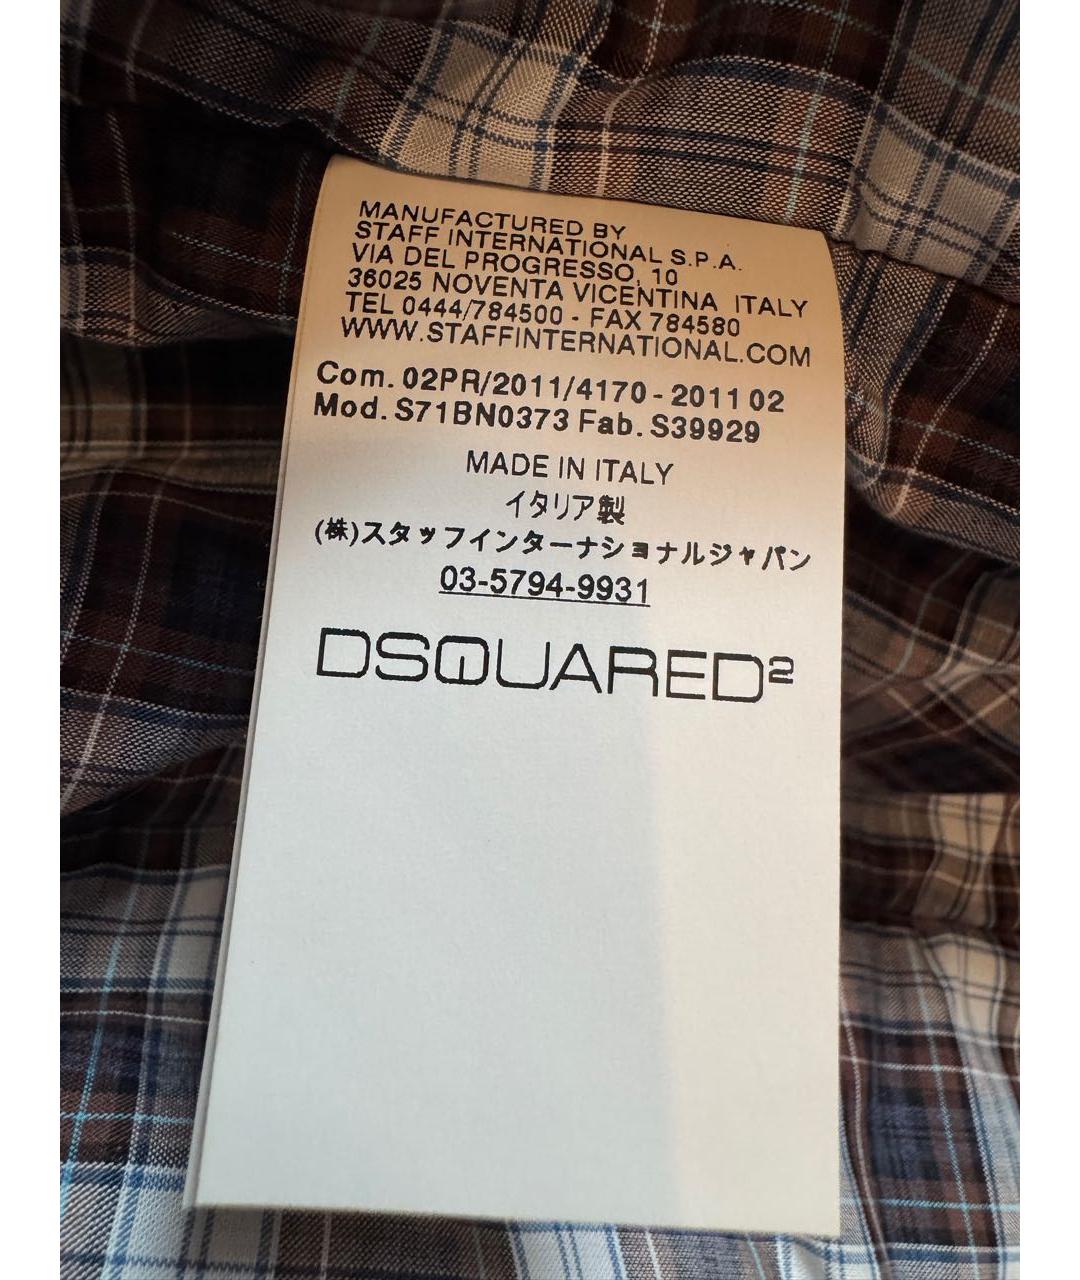 MANUFACTURED BY
STAFF INTERNATIONAL S.P.A.
VIA DEL PROGRESSO, 10
36025 NOVENTA VICENTINA ITALY
TEL 0444/784500 - FAX 784580
WWW.STAFFINTERNATIONAL.COM
Com. 02PR/2011/4170 - 2011 02
Mod. S71BN0373 Fab. S39929
MADE IN ITALY
イタリア製
(株)スタッフインターナショナルジャパン
03-5794-9931
DSQUARED²